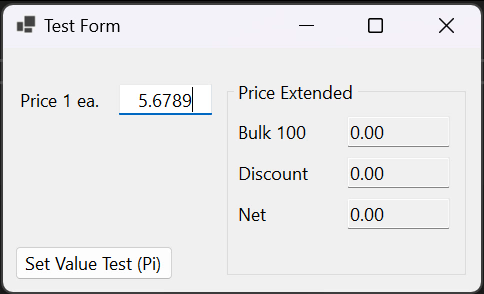 Test Form
Price 1 ea. 5.6789
Price Extended
Bulk 100 0.00
Discount 0.00
Net 0.00
Set Value Test (Pi)